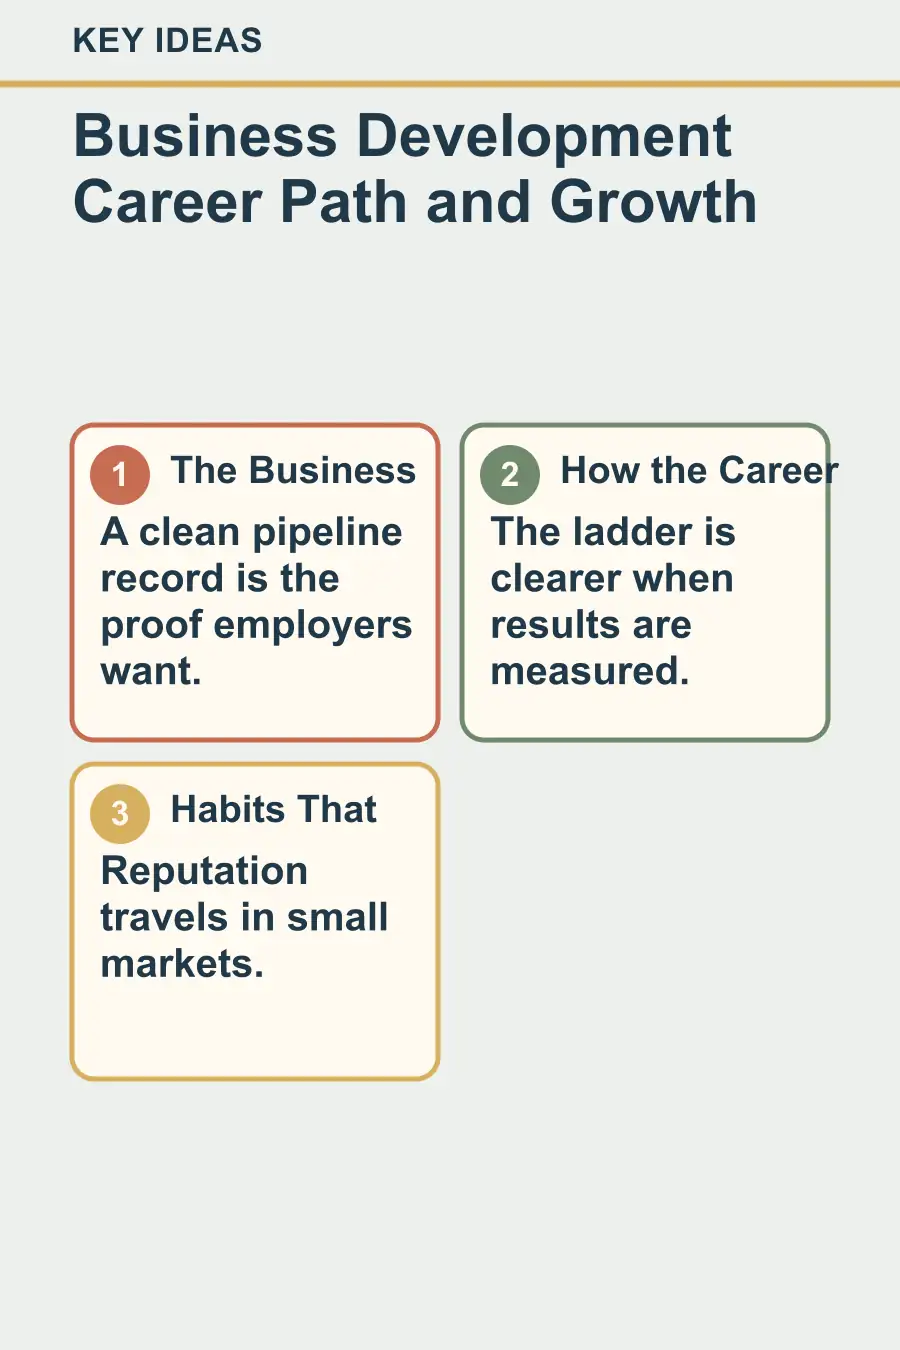 KEY IDEAS
Business Development
Career Path and Growth
1 The Business
A clean pipeline
record is the
proof employers
want.
2 How the Career
The ladder is
clearer when
results are
measured.
3 Habits That
Reputation
travels in small
markets.